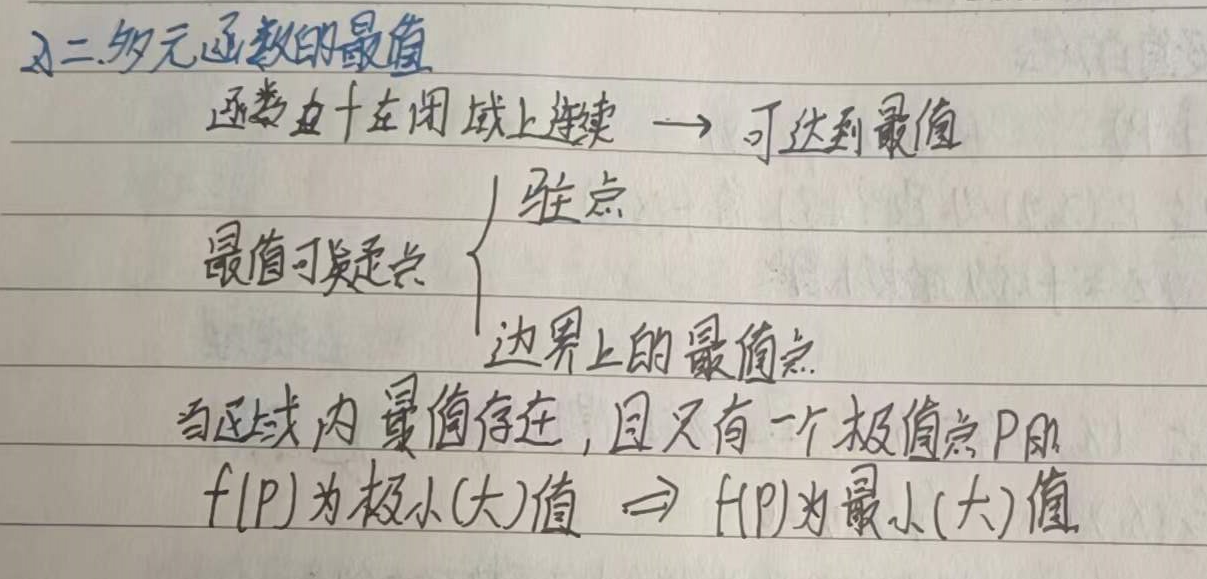 二.多元函数的最值
函数 f 在闭域上连续 → 可达到最值
最值可疑点 { 驻点
边界上的最值点
当区域内最值存在,且只有一个极值点P时
f(P)为极小(大)值 ⇒ f(P)为最小(大)值